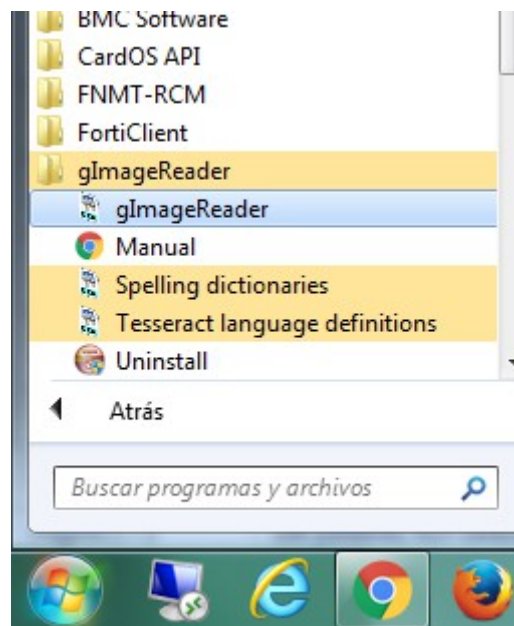 BMC Software
CardOS API
FNMT-RCM
FortiClient
gImageReader
gImageReader
Manual
Spelling dictionaries
Tesseract language definitions
Uninstall
Atrás
Buscar programas y archivos